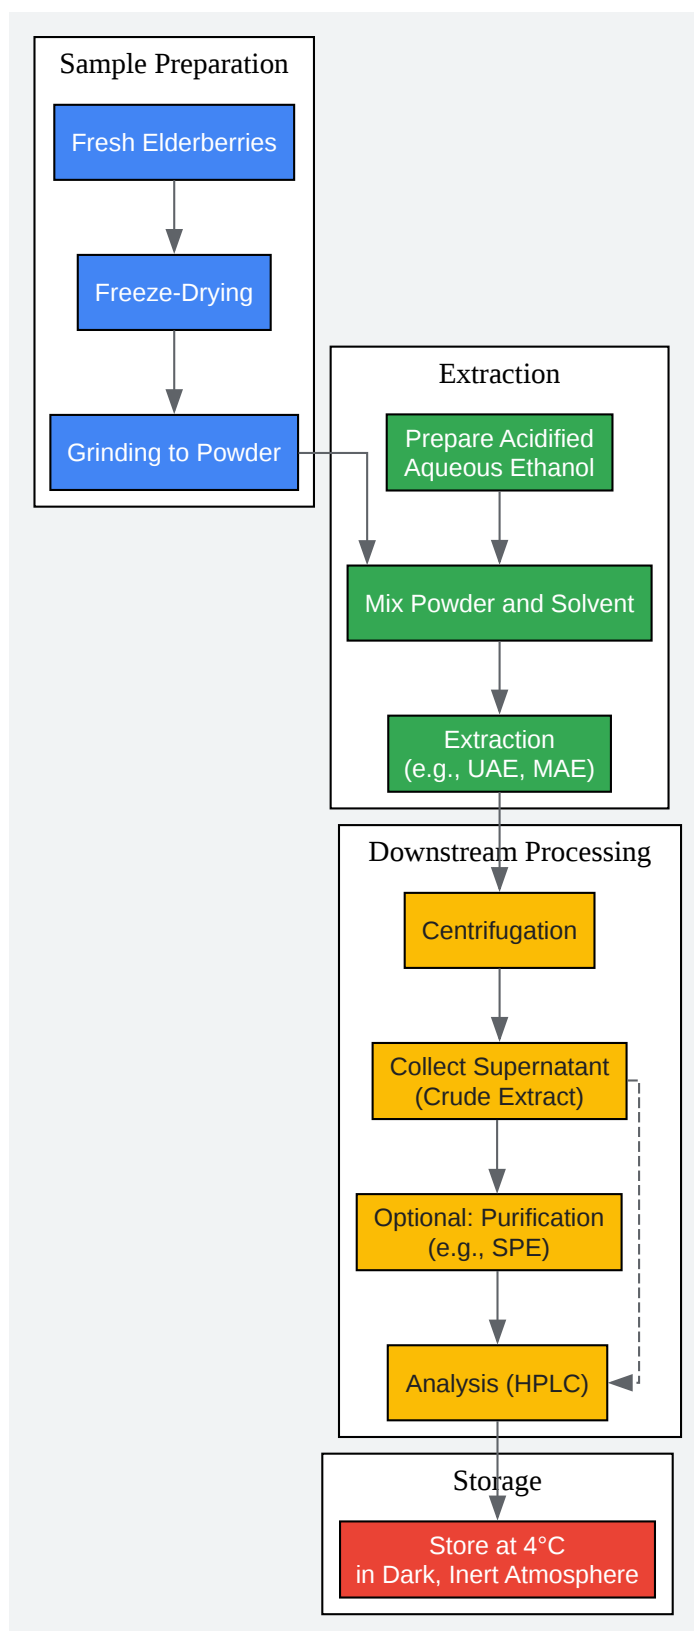 Sample Preparation
Fresh Elderberries
Freeze-Drying
Grinding to Powder
Extraction
Prepare Acidified
Aqueous Ethanol
Mix Powder and Solvent
Extraction
(e.g., UAE, MAE)
Downstream Processing
Centrifugation
Collect Supernatant
(Crude Extract)
Optional: Purification
(e.g., SPE)
Analysis (HPLC)
Storage
Store at 4°C
in Dark, Inert Atmosphere